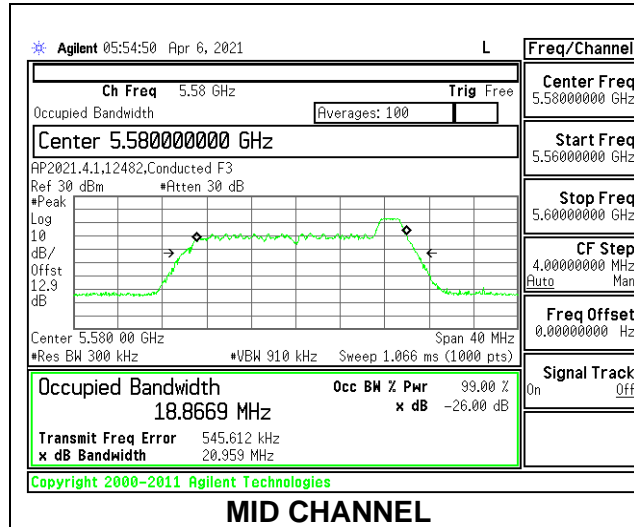 Agilent 05:54:50 Apr 6, 2021 L
Ch Freq 5.58 GHz Trig Free
Occupied Bandwidth Averages: 100
Center 5.580000000 GHz
AP2021.4.1,12482,Conducted F3
Ref 30 dBm #Atten 30 dB
#Peak
Log
10
dB/
Offst
12.9
dB
Center 5.580 00 GHz Span 40 MHz
#Res BW 300 kHz #VBW 910 kHz Sweep 1.066 ms (1000 pts)
Occupied Bandwidth Occ BW % Pwr 99.00 %
18.8669 MHz x dB -26.00 dB
Transmit Freq Error 545.612 kHz
x dB Bandwidth 20.959 MHz
Copyright 2000-2011 Agilent Technologies
Freq/Channel
Center Freq
5.58000000 GHz
Start Freq
5.56000000 GHz
Stop Freq
5.60000000 GHz
CF Step
4.00000000 MHz
Auto Man
Freq Offset
0.00000000 Hz
Signal Track
On Off
MID CHANNEL